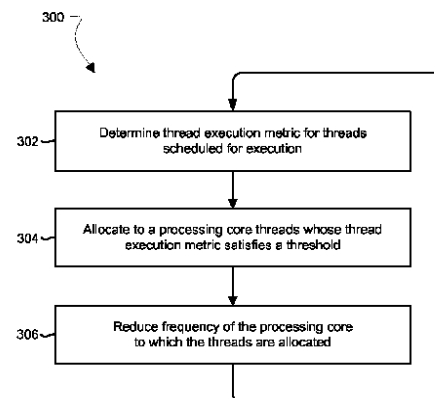 300
302
Determine thread execution metric for threads
scheduled for execution
304
Allocate to a processing core threads whose thread
execution metric satisfies a threshold
306
Reduce frequency of the processing core
to which the threads are allocated